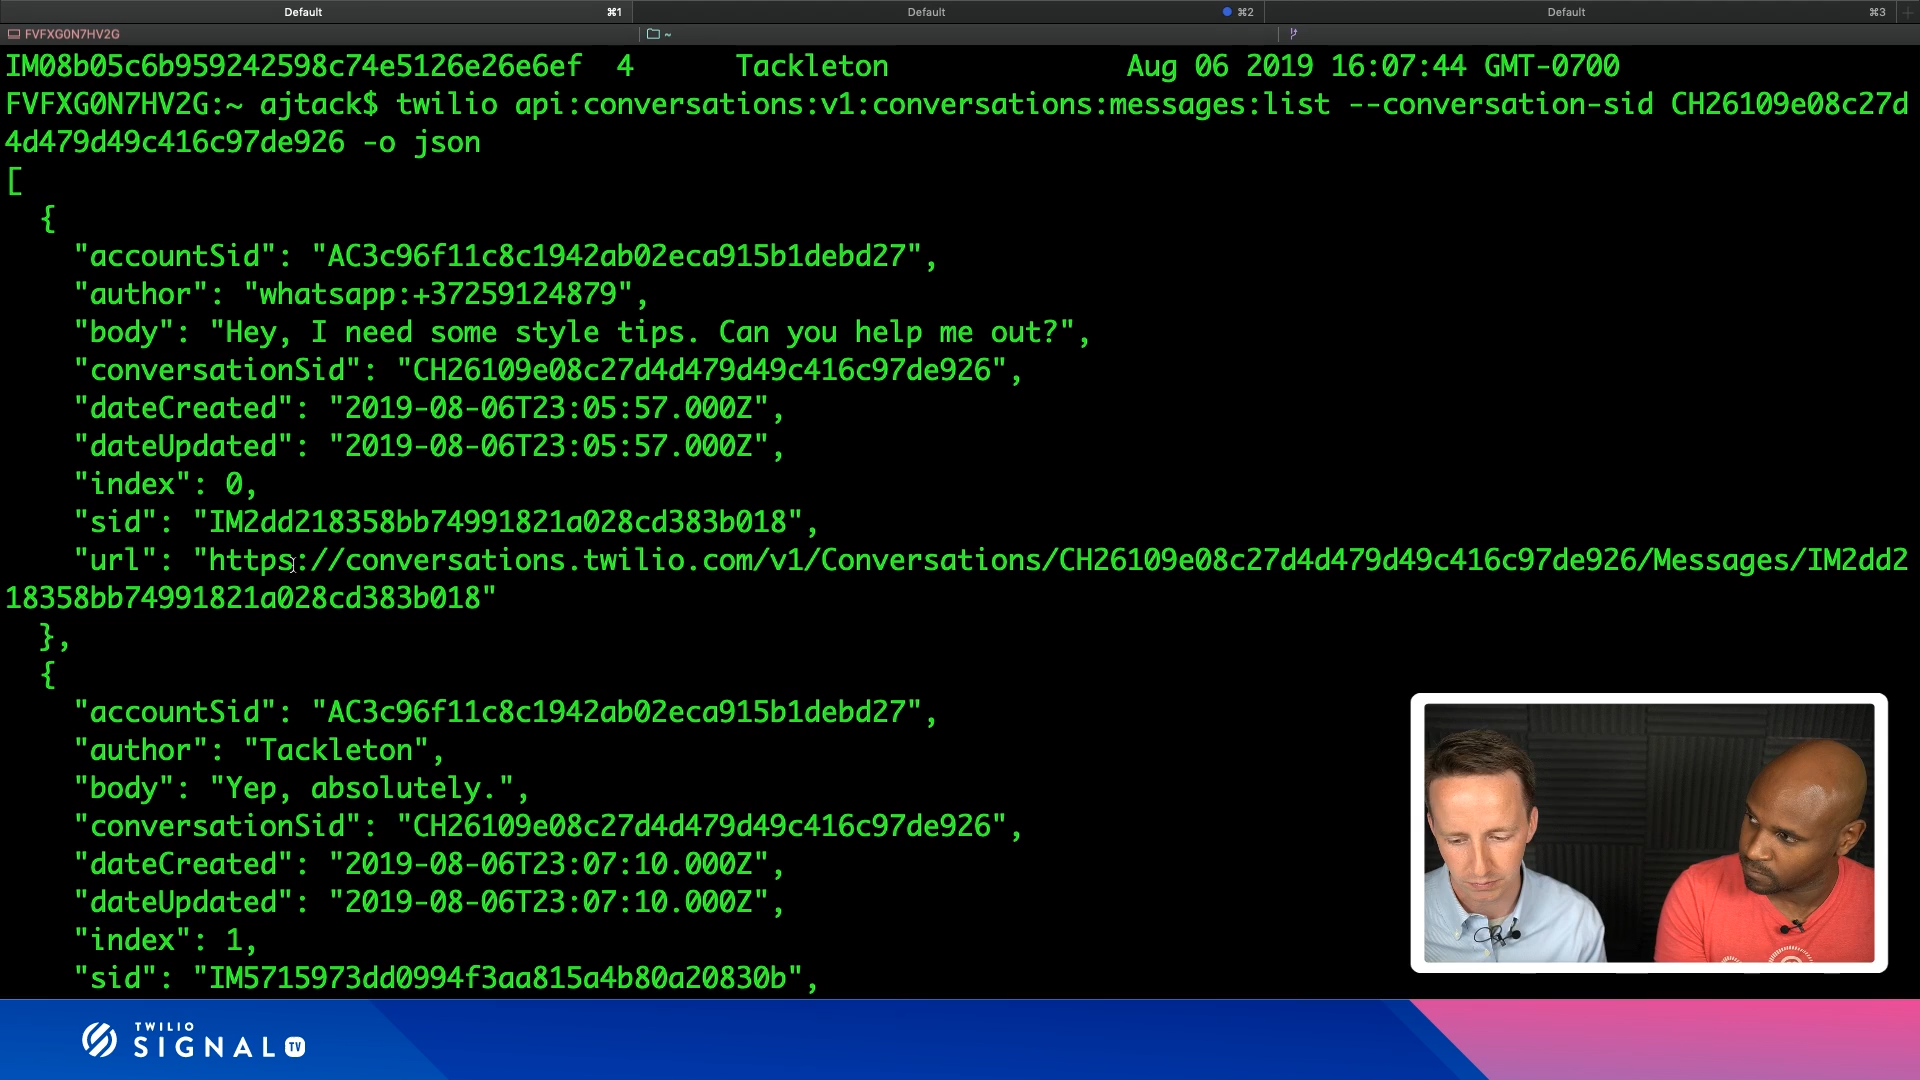 Default ⌘1 Default ⌘2 Default ⌘3
FVFXG0N7HV2G ~
IM08b05c6b959242598c74e5126e26e6ef 4 Tackleton Aug 06 2019 16:07:44 GMT-0700
FVFXG0N7HV2G:~ ajtack$ twilio api:conversations:v1:conversations:messages:list --conversation-sid CH26109e08c27d
4d479d49c416c97de926 -o json
[
{
"accountSid": "AC3c96f11c8c1942ab02eca915b1debd27",
"author": "whatsapp:+37259124879",
"body": "Hey, I need some style tips. Can you help me out?",
"conversationSid": "CH26109e08c27d4d479d49c416c97de926",
"dateCreated": "2019-08-06T23:05:57.000Z",
"dateUpdated": "2019-08-06T23:05:57.000Z",
"index": 0,
"sid": "IM2dd218358bb74991821a028cd383b018",
"url": "https://conversations.twilio.com/v1/Conversations/CH26109e08c27d4d479d49c416c97de926/Messages/IM2dd2
18358bb74991821a028cd383b018"
},
{
"accountSid": "AC3c96f11c8c1942ab02eca915b1debd27",
"author": "Tackleton",
"body": "Yep, absolutely.",
"conversationSid": "CH26109e08c27d4d479d49c416c97de926",
"dateCreated": "2019-08-06T23:07:10.000Z",
"dateUpdated": "2019-08-06T23:07:10.000Z",
"index": 1,
"sid": "IM5715973dd0994f3aa815a4b80a20830b",
TWILIO
SIGNAL TV